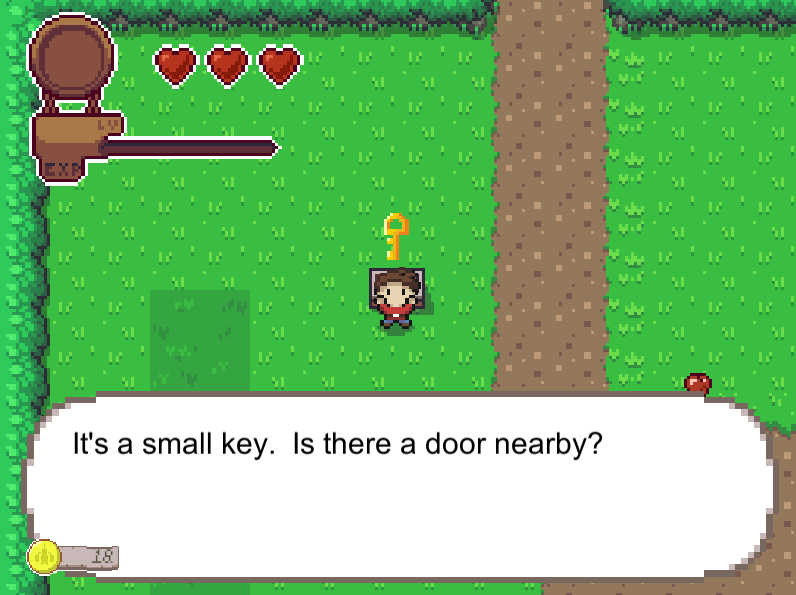 LV
EXP
It's a small key.  Is there a door nearby?
18